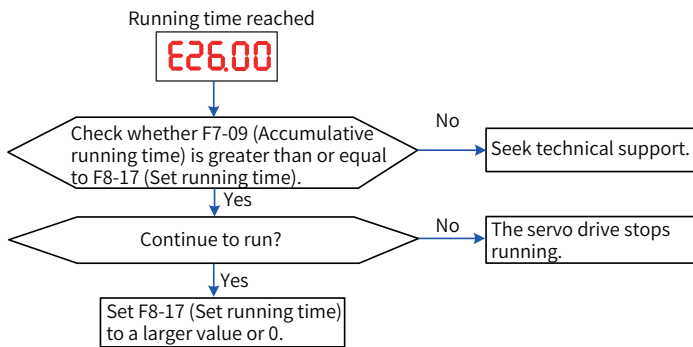 Running time reached
E26.00
Check whether F7-09 (Accumulative
running time) is greater than or equal
to F8-17 (Set running time).
No
Seek technical support.
Yes
Continue to run?
No
The servo drive stops
running.
Yes
Set F8-17 (Set running time)
to a larger value or 0.